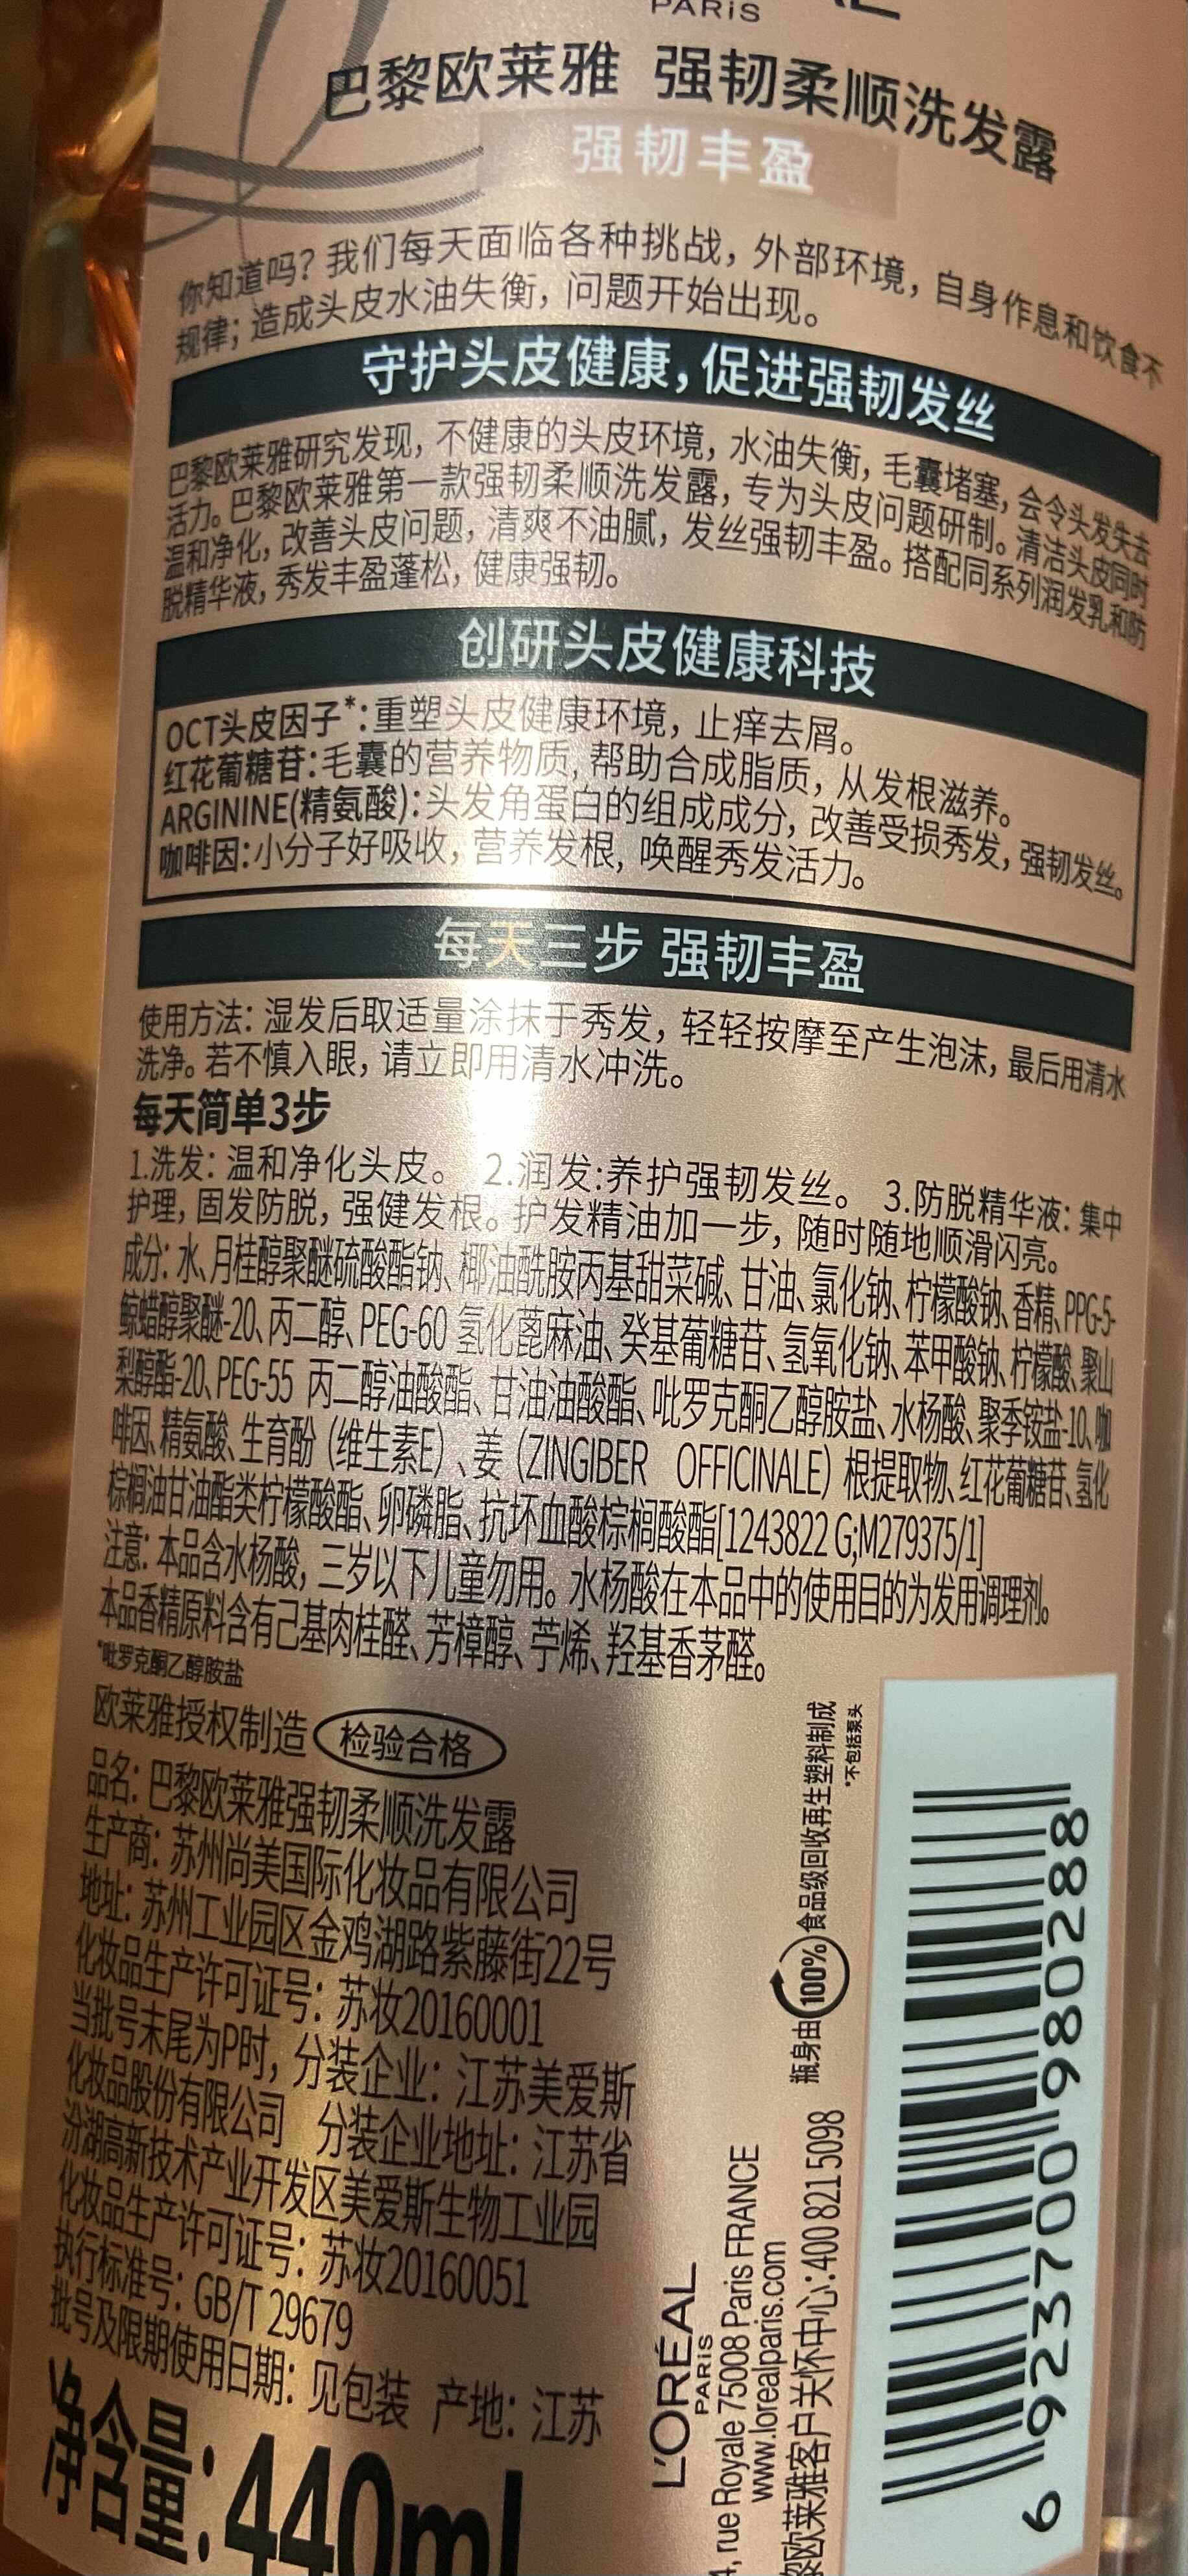 PARiS
巴黎欧莱雅 强韧柔顺洗发露
强韧丰盈
你知道吗？我们每天面临各种挑战，外部环境，自身作息和饮食不
规律；造成头皮水油失衡，问题开始出现。
守护头皮健康，促进强韧发丝
巴黎欧莱雅研究发现，不健康的头皮环境，水油失衡，毛囊堵塞，会令头发失去
活力。巴黎欧莱雅第一款强韧柔顺洗发露，专为头皮问题研制。清洁头皮同时
温和净化，改善头皮问题，清爽不油腻，发丝强韧丰盈。搭配同系列润发乳和防
脱精华液，秀发丰盈蓬松，健康强韧。
创研头皮健康科技
OCT头皮因子*：重塑头皮健康环境，止痒去屑。
红花葡糖苷：毛囊的营养物质，帮助合成脂质，从发根滋养。
ARGININE(精氨酸)：头发角蛋白的组成成分，改善受损秀发，强韧发丝。
咖啡因：小分子好吸收，营养发根，唤醒秀发活力。
每天三步 强韧丰盈
使用方法：湿发后取适量涂抹于秀发，轻轻按摩至产生泡沫，最后用清水
洗净。若不慎入眼，请立即用清水冲洗。
每天简单3步
1.洗发：温和净化头皮。 2.润发:养护强韧发丝。 3.防脱精华液：集中
护理，固发防脱，强健发根。护发精油加一步，随时随地顺滑闪亮。
成分：水、月桂醇聚醚硫酸酯钠、椰油酰胺丙基甜菜碱、甘油、氯化钠、柠檬酸钠、香精、PPG-5-
鲸蜡醇聚醚-20、丙二醇、PEG-60 氢化蓖麻油、癸基葡糖苷、氢氧化钠、苯甲酸钠、柠檬酸、聚山
梨醇酯-20、PEG-55 丙二醇油酸酯、甘油油酸酯、吡罗克酮乙醇胺盐、水杨酸、聚季铵盐-10、咖
啡因、精氨酸、生育酚（维生素E）、姜（ZINGIBER OFFICINALE）根提取物、红花葡糖苷、氢化
棕榈油甘油酯类柠檬酸酯、卵磷脂、抗坏血酸棕榈酸酯[1243822 G;M279375/1]
注意：本品含水杨酸，三岁以下儿童勿用。水杨酸在本品中的使用目的为发用调理剂。
本品香精原料含有己基肉桂醛、芳樟醇、苧烯、羟基香茅醛。
*吡罗克酮乙醇胺盐
欧莱雅授权制造 检验合格
品名：巴黎欧莱雅强韧柔顺洗发露
生产商：苏州尚美国际化妆品有限公司
地址：苏州工业园区金鸡湖路紫藤街22号
化妆品生产许可证号：苏妆20160001
当批号末尾为P时，分装企业：江苏美爱斯
化妆品股份有限公司 分装企业地址：江苏省
汾湖高新技术产业开发区美爱斯生物工业园
化妆品生产许可证号：苏妆20160051
执行标准号：GB/T 29679
批号及限期使用日期：见包装 产地：江苏
净含量：440ml
L'ORÉAL
PARiS
4, rue Royale 75008 Paris FRANCE
www.lorealparis.com
黎欧莱雅客户关怀中心:400 821 5098
瓶身由100%食品级回收再生塑料制成
*不包括泵头
6 923700 980288